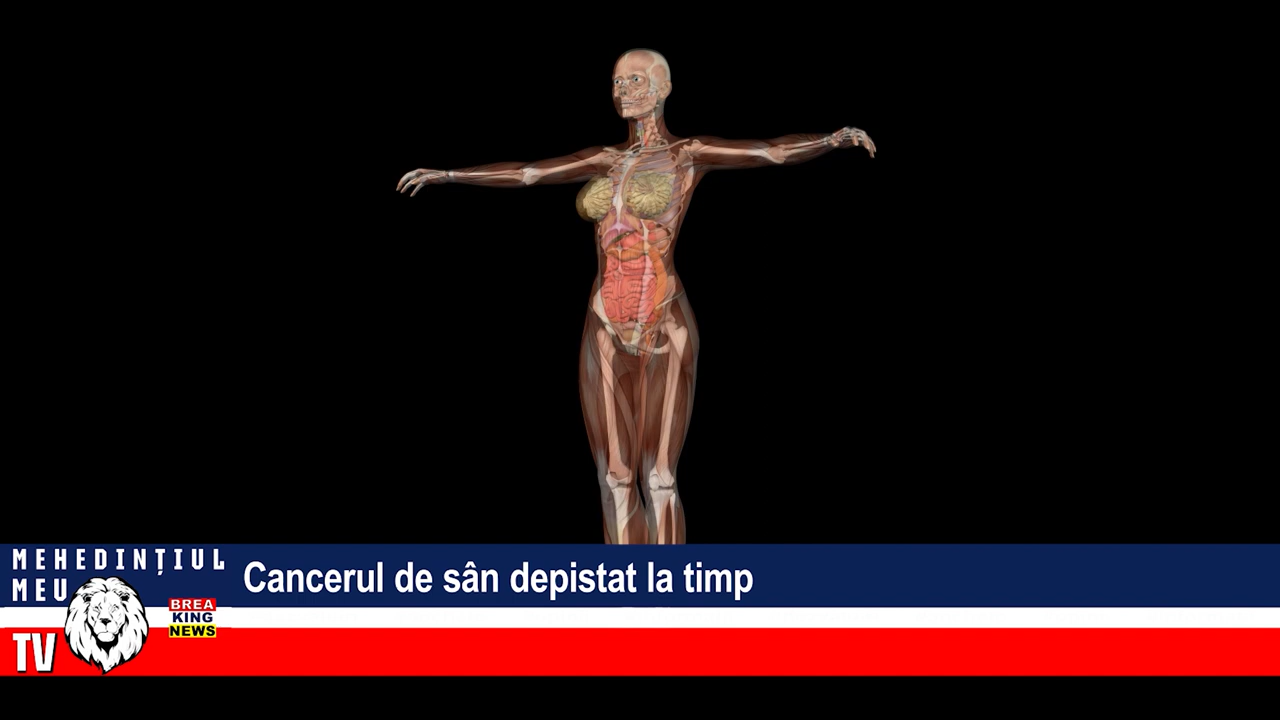 MEHEDINȚIUL
MEU
TV
BREA
KING
NEWS
Cancerul de sân depistat la timp